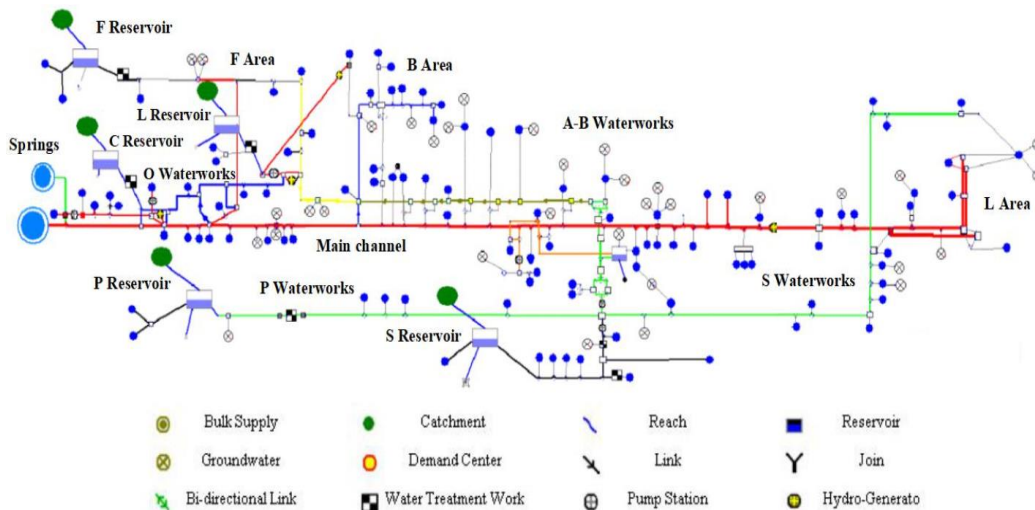 F Reservoir
F Area
B Area
L Reservoir
A-B Waterworks
C Reservoir
Springs
O Waterworks
L Area
Main channel
P Reservoir
P Waterworks
S Waterworks
S Reservoir
Bulk Supply
Catchment
Reach
Reservoir
Groundwater
Demand Center
Link
Join
Bi-directional Link
Water Treatment Work
Pump Station
Hydro-Generato